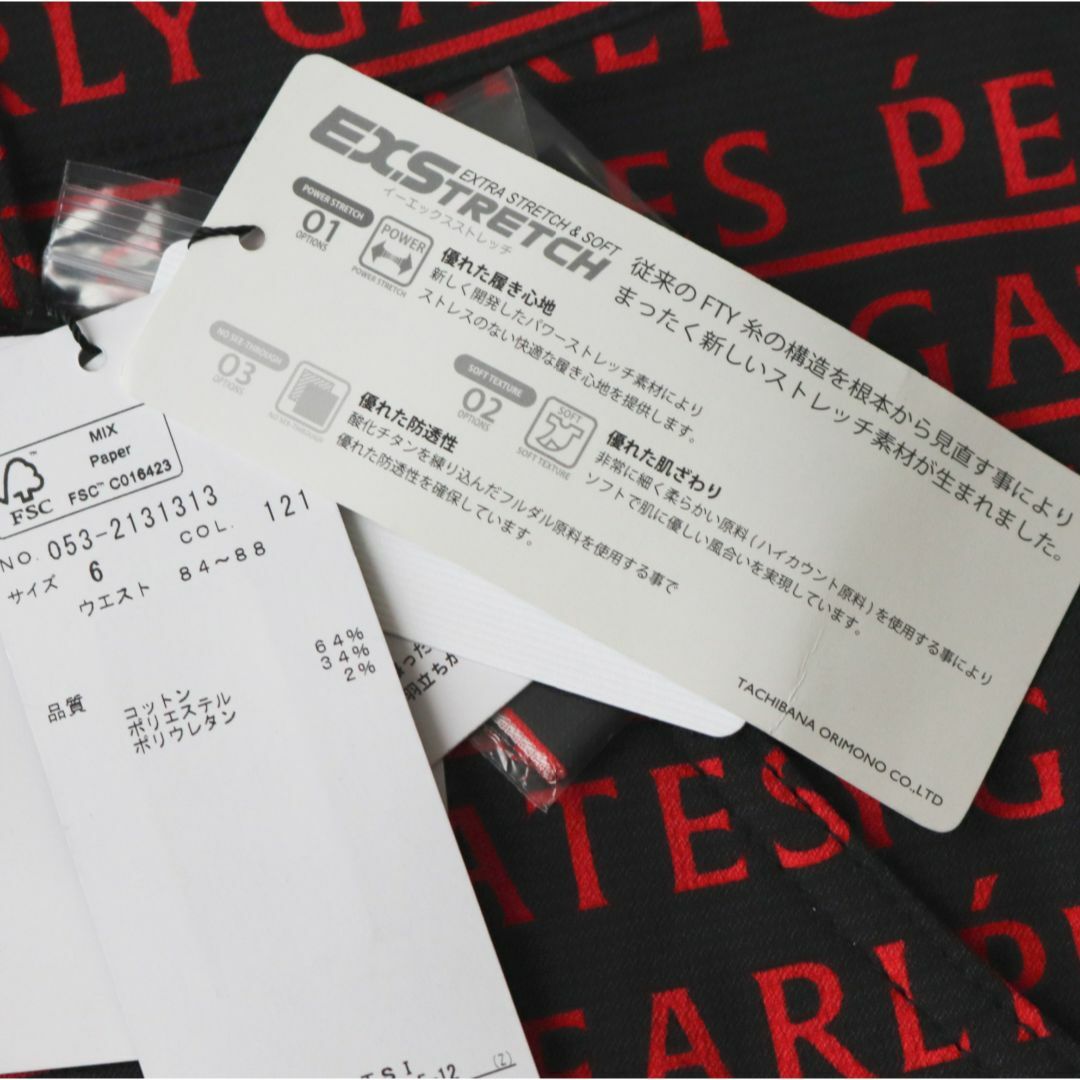 RLY GA
PE
ES
GA
EX.STRETCH
EXTRA STRETCH & SOFT
イーエックスストレッチ
従来の FTY 糸の構造を根本から見直す事により
まったく新しいストレッチ素材が生まれました。
POWER STRETCH
01
OPTIONS
POWER
POWER STRETCH
優れた履き心地
新しく開発したパワーストレッチ素材により
ストレスのない快適な履き心地を提供します。
SOFT TEXTURE
02
OPTIONS
SOFT
SOFT TEXTURE
優れた肌ざわり
非常に細く柔らかい原料(ハイカウント原料)を使用する事により
ソフトで肌に優しい風合いを実現しています。
NO SEE-THROUGH
03
OPTIONS
NO SEE-THROUGH
優れた防透性
酸化チタンを練り込んだフルダル原料を使用する事で
優れた防透性を確保しています。
TACHIBANA ORIMONO CO.,LTD
MIX
Paper
FSC™ C016423
FSC
NO. 053-2131313
COL. 121
サイズ 6
ウエスト 84~88
品質
コットン 64%
ポリエステル 34%
ポリウレタン 2%
TSI
-12
(Z)
ATES
G
EARL
P